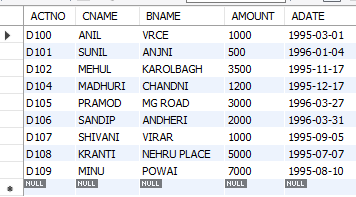 ACTNO CNAME BNAME AMOUNT ADATE
D100 ANIL VRCE 1000 1995-03-01
D101 SUNIL ANJNI 500 1996-01-04
D102 MEHUL KAROLBAGH 3500 1995-11-17
D104 MADHURI CHANDNI 1200 1995-12-17
D105 PRAMOD MG ROAD 3000 1996-03-27
D106 SANDIP ANDHERI 2000 1996-03-31
D107 SHIVANI VIRAR 1000 1995-09-05
D108 KRANTI NEHRU PLACE 5000 1995-07-07
D109 MINU POWAI 7000 1995-08-10
NULL NULL NULL NULL NULL